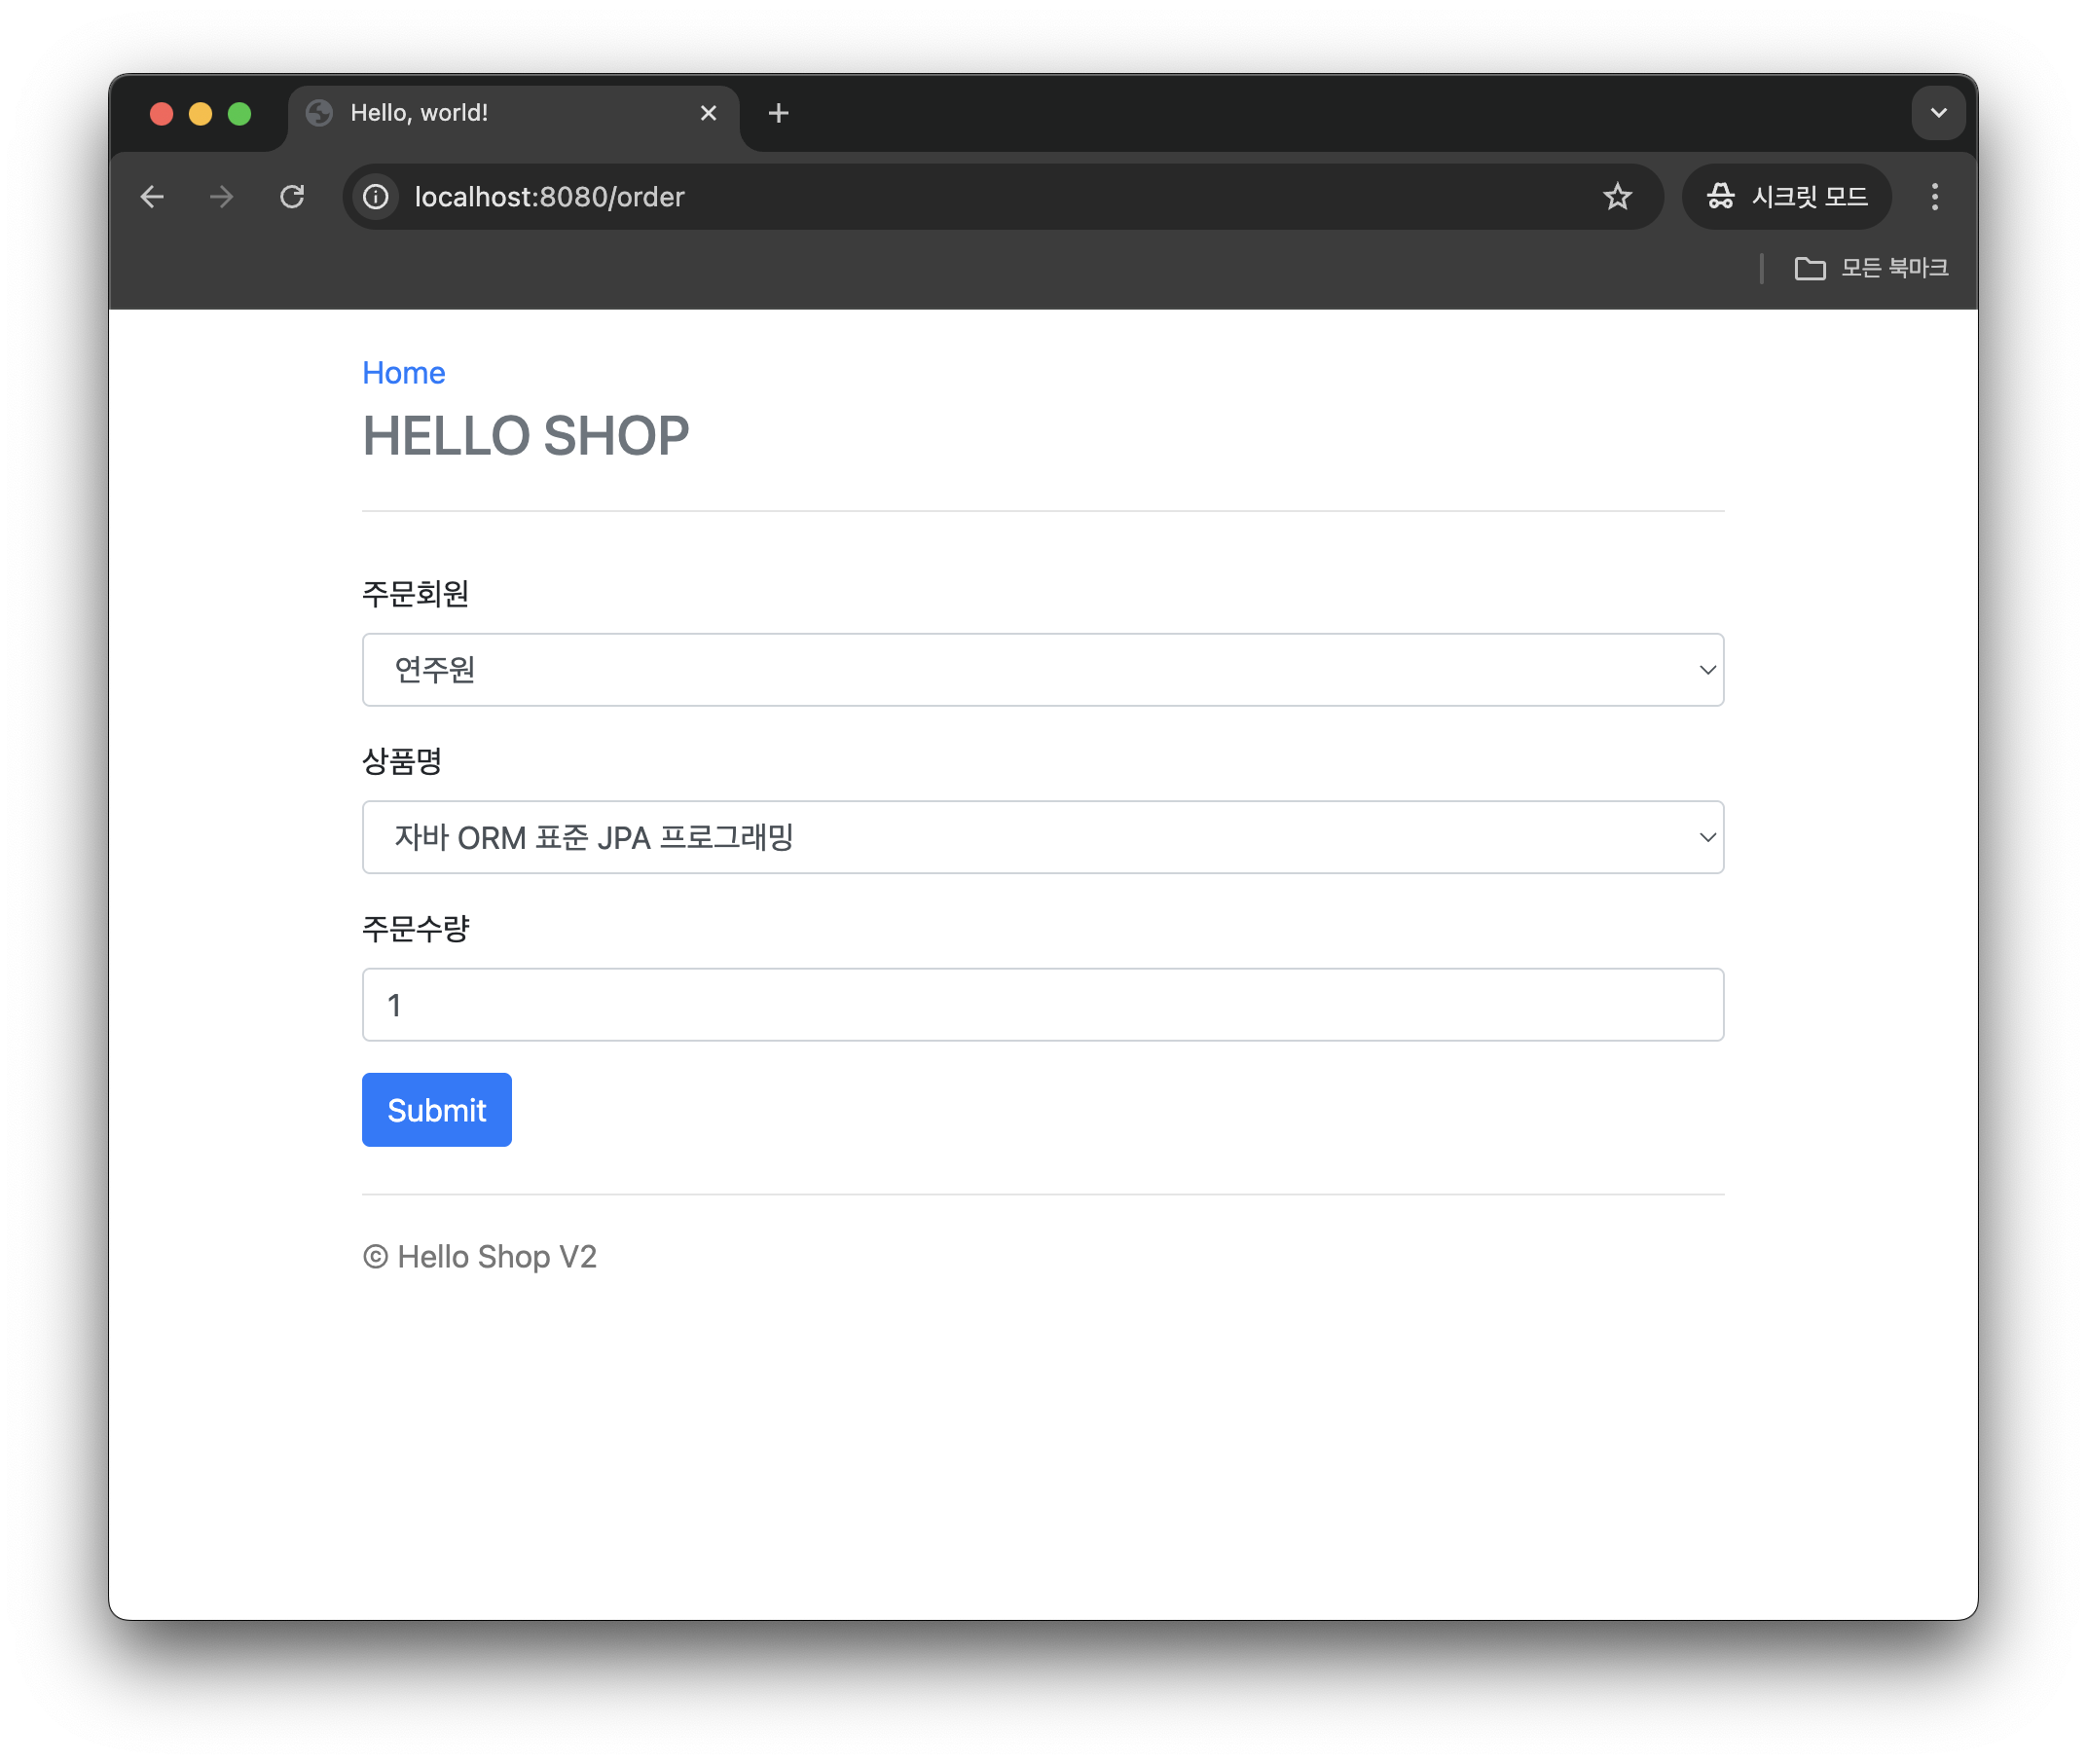 Hello, world!
localhost:8080/order
시크릿 모드
모든 북마크
Home
HELLO SHOP
주문회원
연주원
상품명
자바 ORM 표준 JPA 프로그래밍
주문수량
1
Submit
© Hello Shop V2